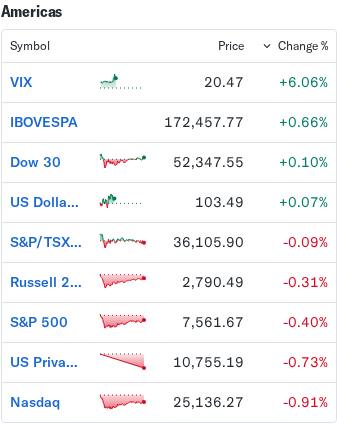 Americas
Symbol Price Change %
VIX 20.47 +6.06%
IBOVESPA 172,457.77 +0.66%
Dow 30 52,347.55 +0.10%
US Dolla... 103.49 +0.07%
S&P/TSX... 36,105.90 -0.09%
Russell 2... 2,790.49 -0.31%
S&P 500 7,561.67 -0.40%
US Priva... 10,755.19 -0.73%
Nasdaq 25,136.27 -0.91%